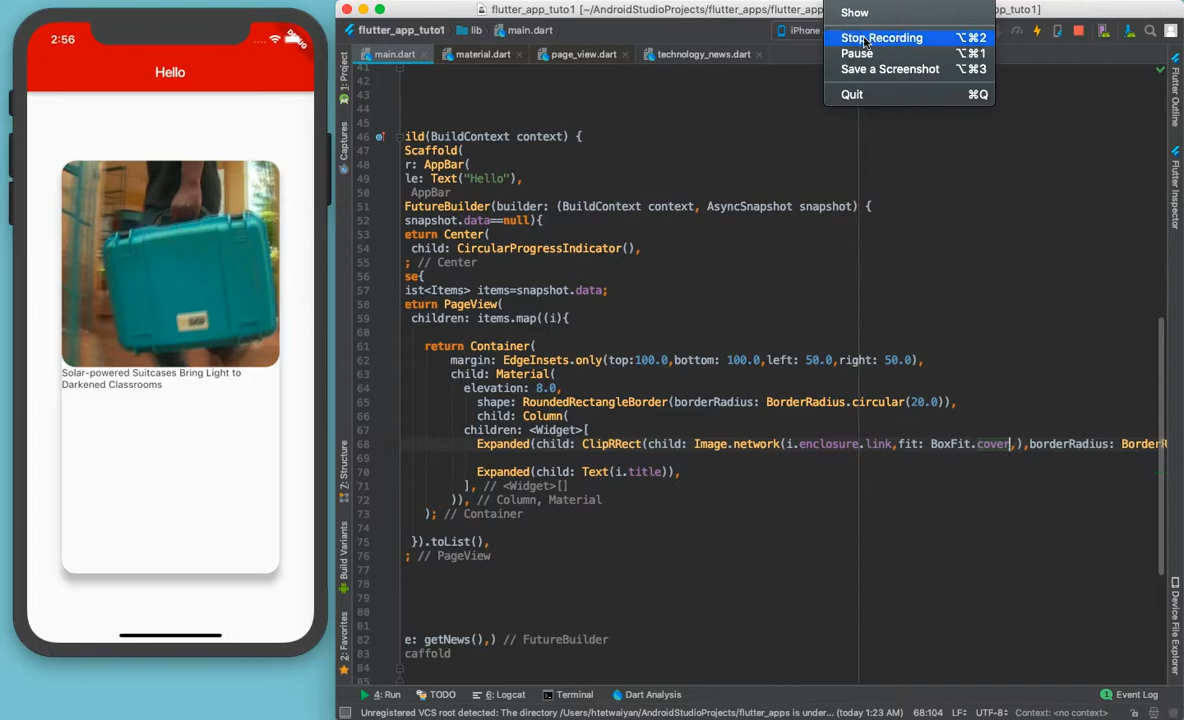 2:56
DEBUG
Hello
Solar-powered Suitcases Bring Light to
Darkened Classrooms
flutter_app_tuto1 [~/AndroidStudioProjects/flutter_apps/flutter_app
p_tuto1]
Show
Stop Recording ⌥⌘2
Pause ⌥⌘1
Save a Screenshot ⌥⌘3
Quit ⌘Q
flutter_app_tuto1 lib main.dart iPhone
main.dart material.dart page_view.dart technology_news.dart
1: Project
Captures
7: Structure
Build Variants
2: Favorites
41
42
43
44
45
46 ild(BuildContext context) {
47 Scaffold(
48 r: AppBar(
49 le: Text("Hello"),
50 AppBar
51 FutureBuilder(builder: (BuildContext context, AsyncSnapshot snapshot) {
52 snapshot.data==null){
53 eturn Center(
54 child: CircularProgressIndicator(),
55 ; // Center
56 se{
57 ist<Items> items=snapshot.data;
58 eturn PageView(
59 children: items.map((i){
60
61 return Container(
62 margin: EdgeInsets.only(top:100.0,bottom: 100.0,left: 50.0,right: 50.0),
63 child: Material(
64 elevation: 8.0,
65 shape: RoundedRectangleBorder(borderRadius: BorderRadius.circular(20.0)),
66 child: Column(
67 children: <Widget>[
68 Expanded(child: ClipRRect(child: Image.network(i.enclosure.link,fit: BoxFit.cover,),borderRadius: BorderR
69
70 Expanded(child: Text(i.title)),
71 ], // <Widget>[]
72 )), // Column, Material
73 ); // Container
74
75 }).toList(),
76 ; // PageView
77
78
79
80
81
82 e: getNews(),) // FutureBuilder
83 caffold
84
85
Flutter Outline
Flutter Inspector
Device File Explorer
4: Run TODO 6: Logcat Terminal Dart Analysis 1 Event Log
Unregistered VCS root detected: The directory /Users/htetwaiyan/AndroidStudioProjects/flutter_apps is under... (today 1:23 AM) 68:104 LF÷ UTF-8÷ Context: <no context>